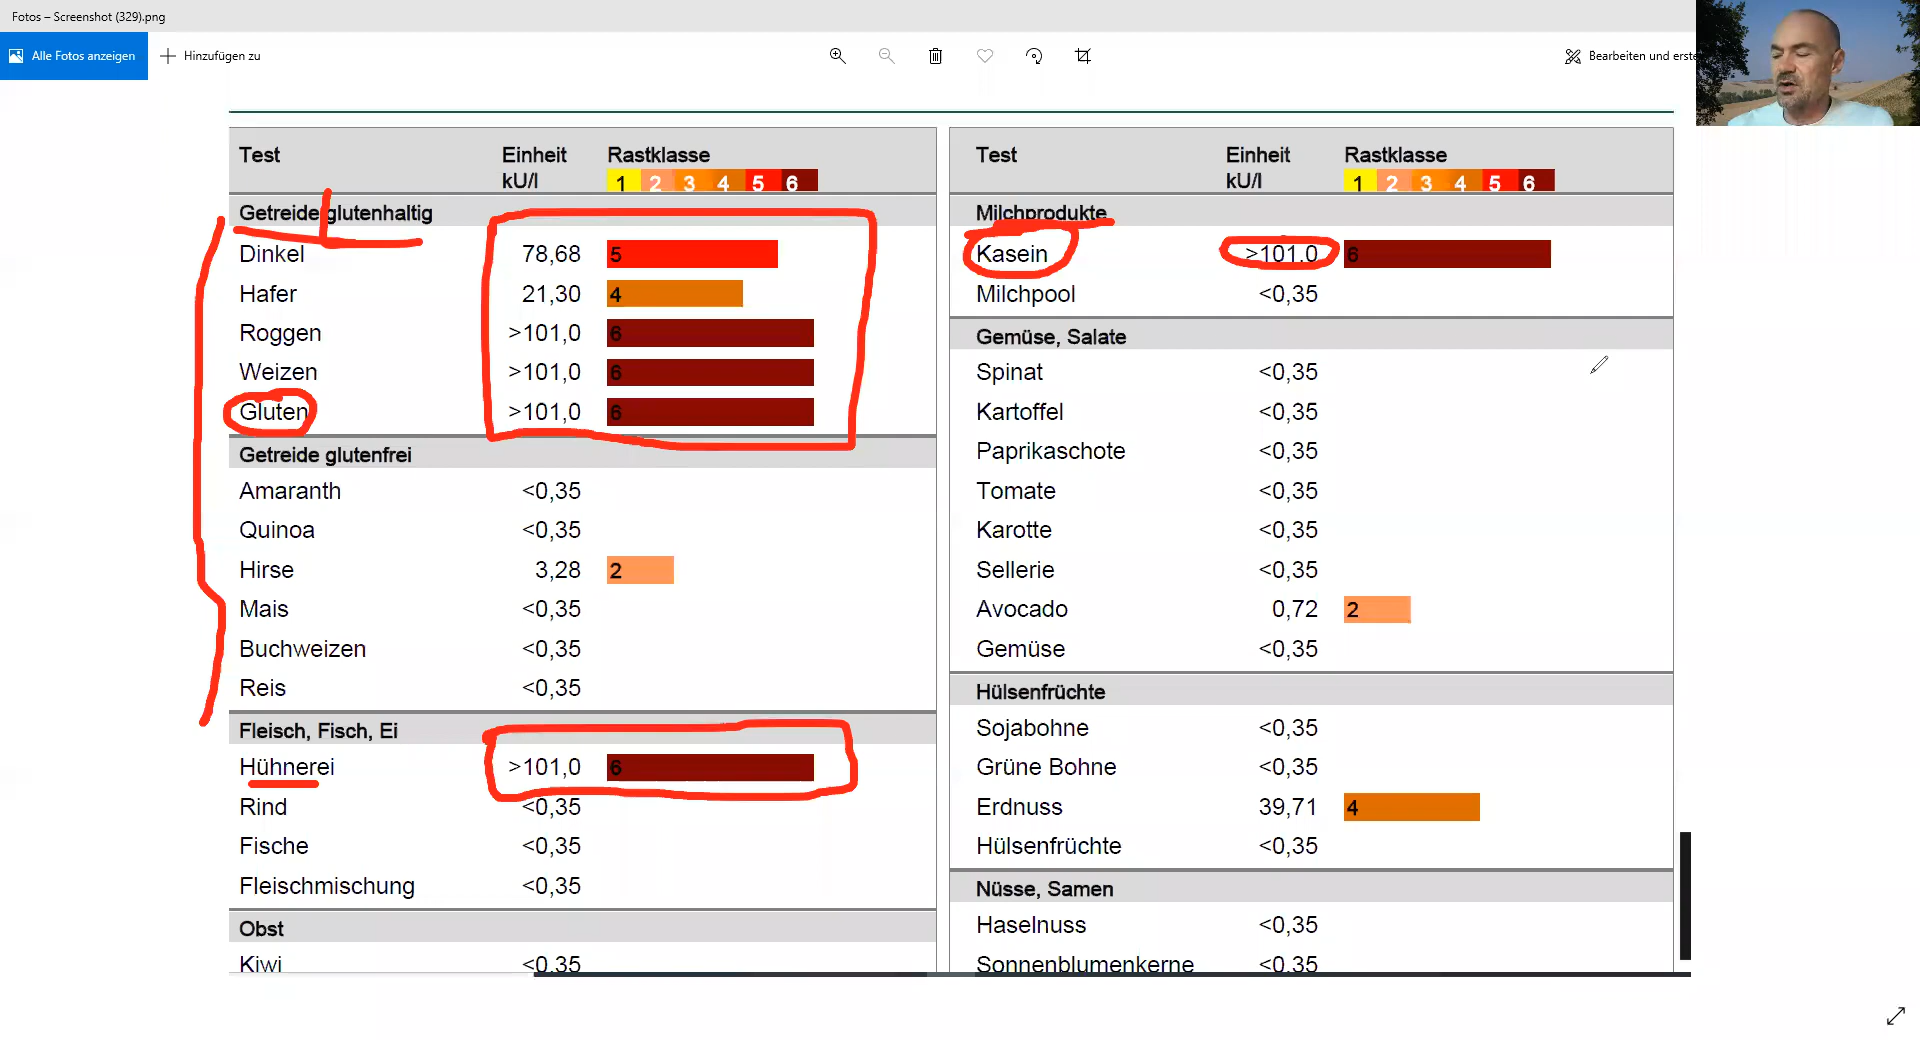 Fotos – Screenshot (329).png
Alle Fotos anzeigen
Hinzufügen zu
Bearbeiten und erste
Test Einheit Rastklasse
kU/l 1 2 3 4 5 6
Getreide glutenhaltig
Dinkel 78,68 5
Hafer 21,30 4
Roggen >101,0 6
Weizen >101,0 6
Gluten >101,0 6
Getreide glutenfrei
Amaranth <0,35
Quinoa <0,35
Hirse 3,28 2
Mais <0,35
Buchweizen <0,35
Reis <0,35
Fleisch, Fisch, Ei
Hühnerei >101,0 6
Rind <0,35
Fische <0,35
Fleischmischung <0,35
Obst
Kiwi <0,35
Test Einheit Rastklasse
kU/l 1 2 3 4 5 6
Milchprodukte
Kasein >101,0 6
Milchpool <0,35
Gemüse, Salate
Spinat <0,35
Kartoffel <0,35
Paprikaschote <0,35
Tomate <0,35
Karotte <0,35
Sellerie <0,35
Avocado 0,72 2
Gemüse <0,35
Hülsenfrüchte
Sojabohne <0,35
Grüne Bohne <0,35
Erdnuss 39,71 4
Hülsenfrüchte <0,35
Nüsse, Samen
Haselnuss <0,35
Sonnenblumenkerne <0,35